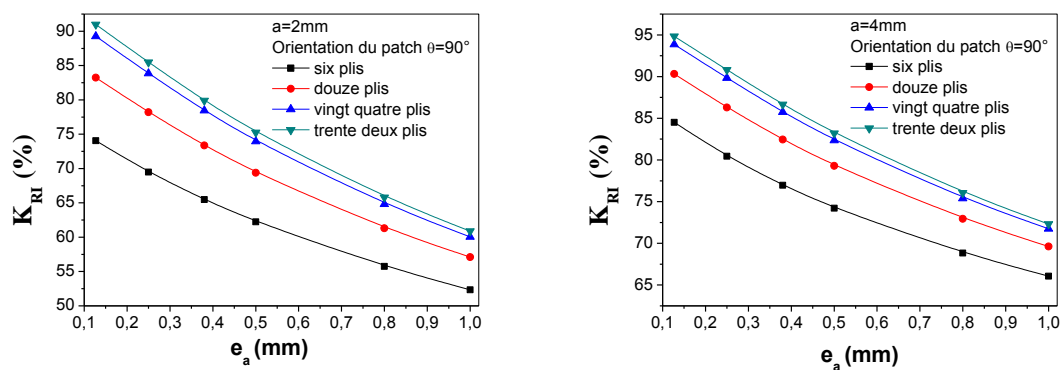 a=2mm
Orientation du patch θ=90°
six plis
douze plis
vingt quatre plis
trente deux plis
K_RI (%)
90
85
80
75
70
65
60
55
50
0,1 0,2 0,3 0,4 0,5 0,6 0,7 0,8 0,9 1,0
e_a (mm)
a=4mm
Orientation du patch θ=90°
six plis
douze plis
vingt quatre plis
trente deux plis
K_RI (%)
95
90
85
80
75
70
65
0,1 0,2 0,3 0,4 0,5 0,6 0,7 0,8 0,9 1,0
e_a (mm)